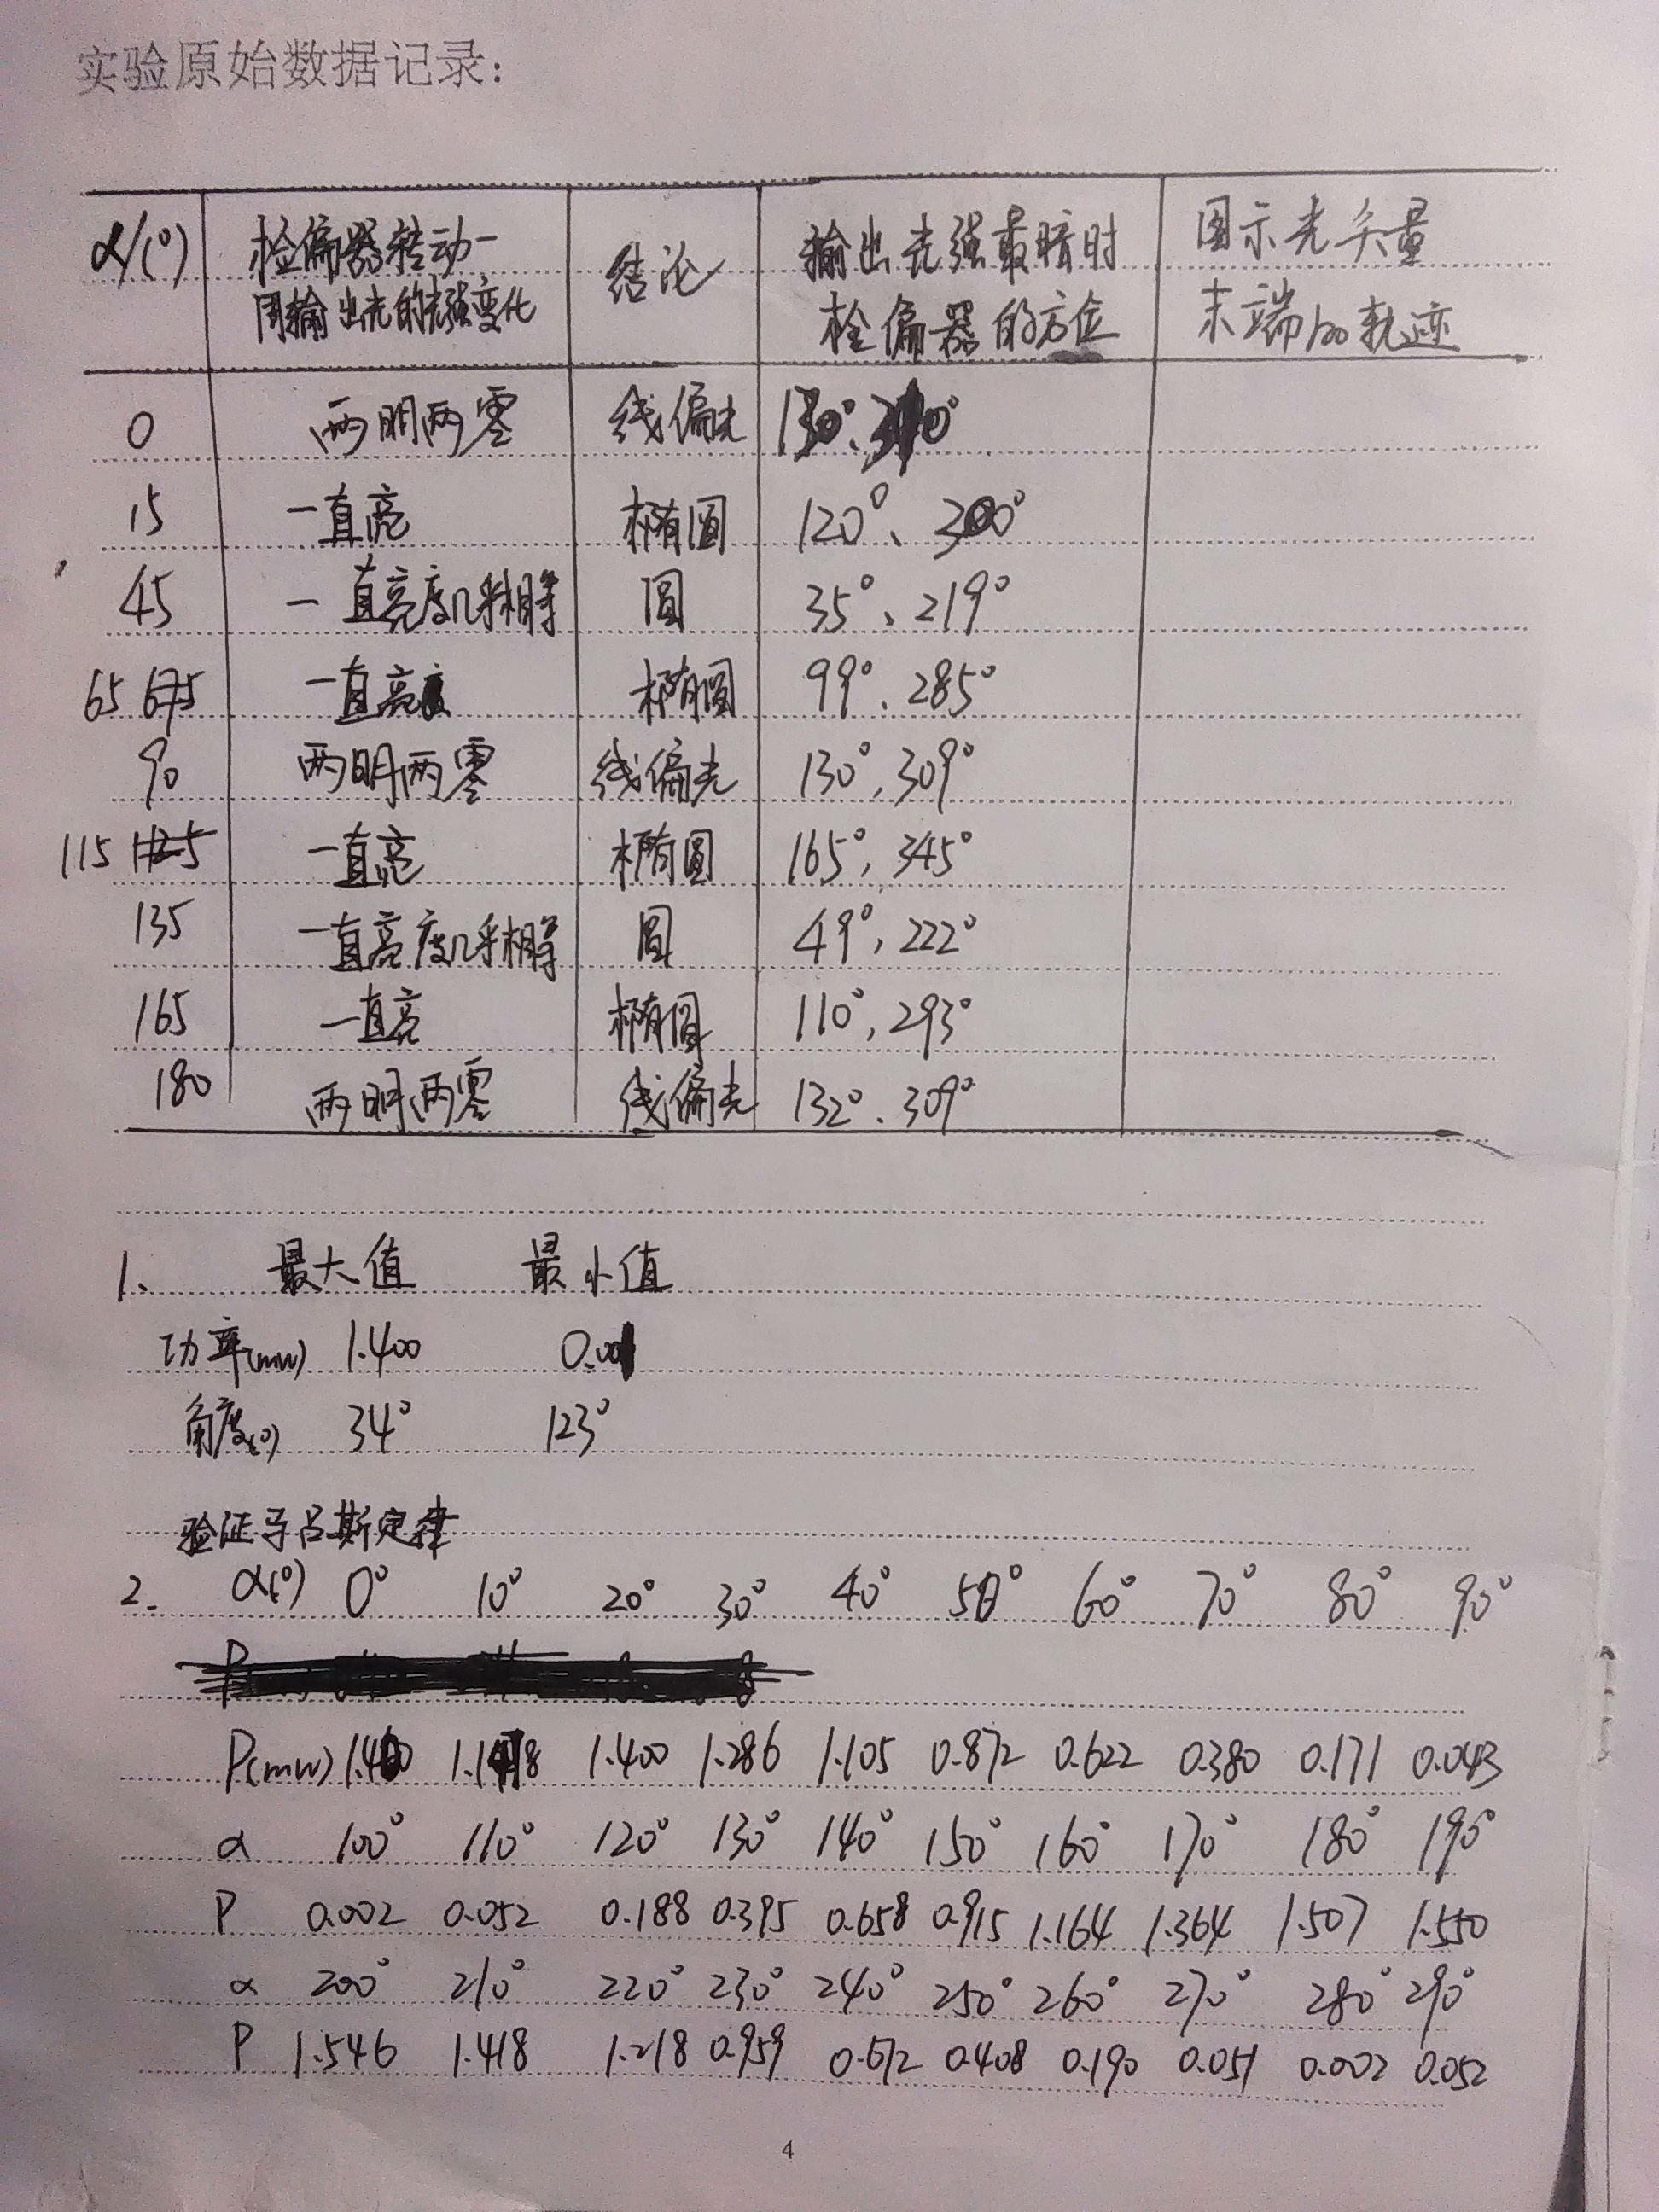 实验原始数据记录：
α/(°) 检偏器转动一周输出光的光强变化 结论 输出光强最暗时检偏器的方位 图示光矢量末端的轨迹
0 两明两零 线偏光 130°、310°
15 一直亮 椭圆 120°、300°
45 一直亮度几乎相等 圆 35°、219°
65 一直亮 椭圆 99°、285°
90 两明两零 线偏光 130°,309°
115 一直亮 椭圆 165°,345°
135 一直亮度几乎相等 圆 49°,222°
165 一直亮 椭圆 110°,293°
180 两明两零 线偏光 132°、309°
1、 最大值 最小值
功率(mw) 1.400 0.001
角度(°) 34° 123°
验证马吕斯定律
2. α(°) 0° 10° 20° 30° 40° 50° 60° 70° 80° 90°
P(mw) 1.400 1.286 1.105 0.872 0.622 0.380 0.171 0.043
α 100° 110° 120° 130° 140° 150° 160° 170° 180° 190°
P 0.002 0.052 0.188 0.395 0.658 0.915 1.164 1.364 1.507 1.550
α 200° 210° 220° 230° 240° 250° 260° 270° 280° 290°
P 1.546 1.418 1.218 0.959 0.672 0.408 0.190 0.051 0.002 0.052
4